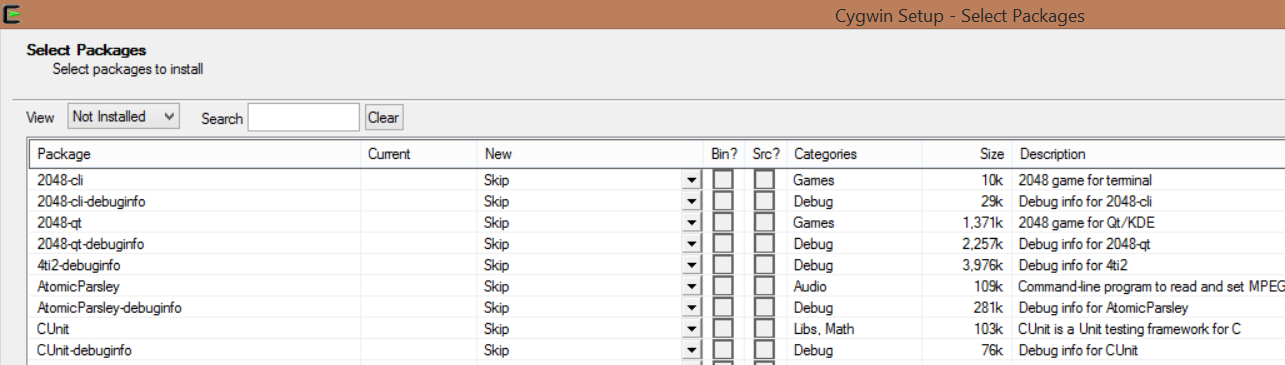 Cygwin Setup - Select Packages
Select Packages
Select packages to install
View Not Installed Search Clear
Package Current New Bin? Src? Categories Size Description
2048-cli Skip Games 10k 2048 game for terminal
2048-cli-debuginfo Skip Debug 29k Debug info for 2048-cli
2048-qt Skip Games 1,371k 2048 game for Qt/KDE
2048-qt-debuginfo Skip Debug 2,257k Debug info for 2048-qt
4ti2-debuginfo Skip Debug 3,976k Debug info for 4ti2
AtomicParsley Skip Audio 109k Command-line program to read and set MPEG
AtomicParsley-debuginfo Skip Debug 281k Debug info for AtomicParsley
CUnit Skip Libs, Math 103k CUnit is a Unit testing framework for C
CUnit-debuginfo Skip Debug 76k Debug info for CUnit